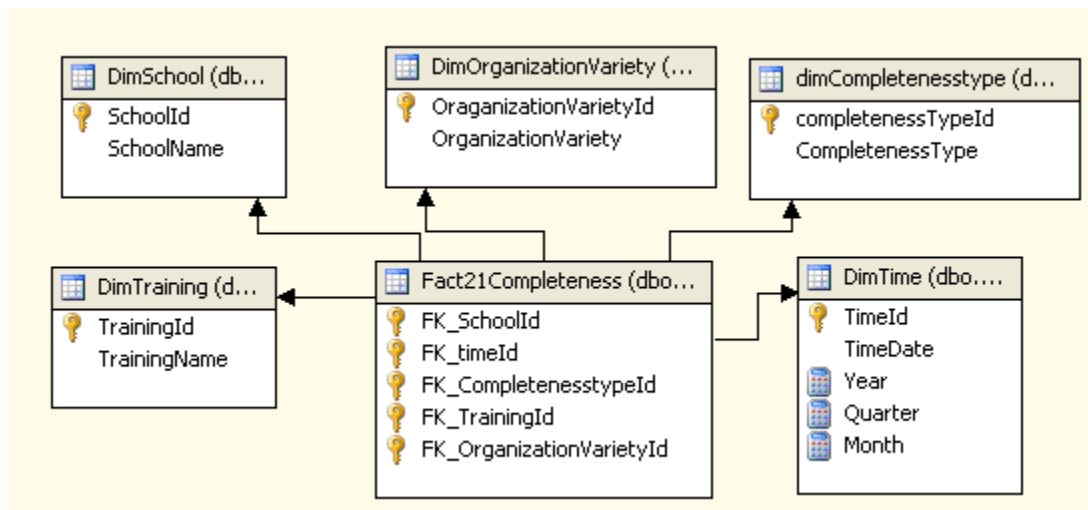 DimSchool (db...
SchoolId
SchoolName
DimOrganizationVariety (...
OraganizationVarietyId
OrganizationVariety
dimCompletenesstype (d...
completenessTypeId
CompletenessType
DimTraining (d...
TrainingId
TrainingName
Fact21Completeness (dbo...
FK_SchoolId
FK_timeId
FK_CompletenesstypeId
FK_TrainingId
FK_OrganizationVarietyId
DimTime (dbo....
TimeId
TimeDate
Year
Quarter
Month